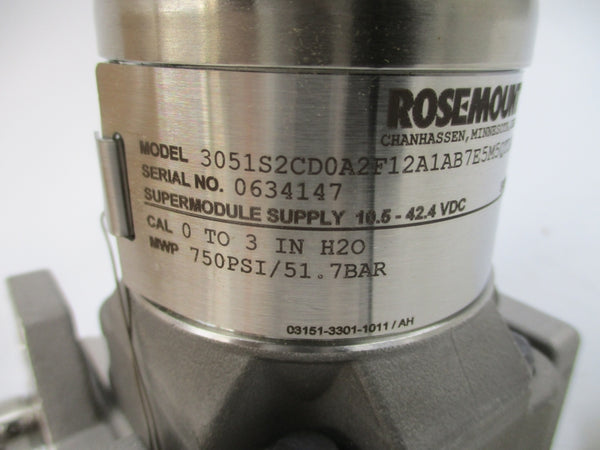 ROSEMOUNT
CHANHASSEN, MINNESOTA
MODEL 3051S2CD0A2F12A1AB7E5M5Q
SERIAL NO. 0634147
SUPERMODULE SUPPLY 10.5 - 42.4 VDC
CAL 0 TO 3 IN H2O
MWP 750PSI/51.7BAR
03151-3301-1011 / AH